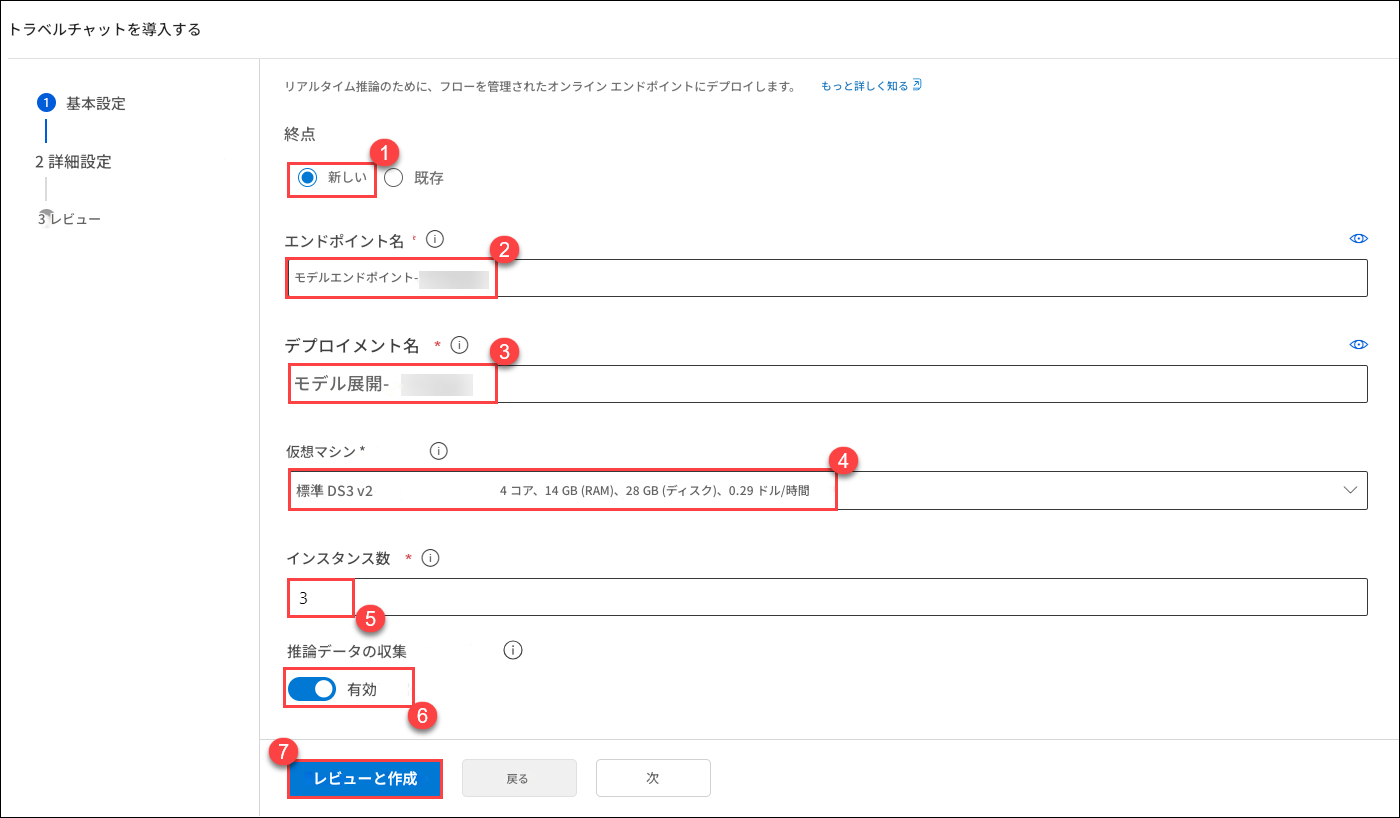 トラベルチャットを導入する
1 基本設定
2 詳細設定
3 レビュー
リアルタイム推論のために、フローを管理されたオンライン エンドポイントにデプロイします。 もっと詳しく知る
終点
1
新しい 既存
エンドポイント名 *
2
モデルエンドポイント-
デプロイメント名 *
3
モデル展開-
仮想マシン *
4
標準 DS3 v2 4 コア、14 GB (RAM)、28 GB (ディスク)、0.29 ドル/時間
インスタンス数 *
3
5
推論データの収集
有効
6
7
レビューと作成 戻る 次